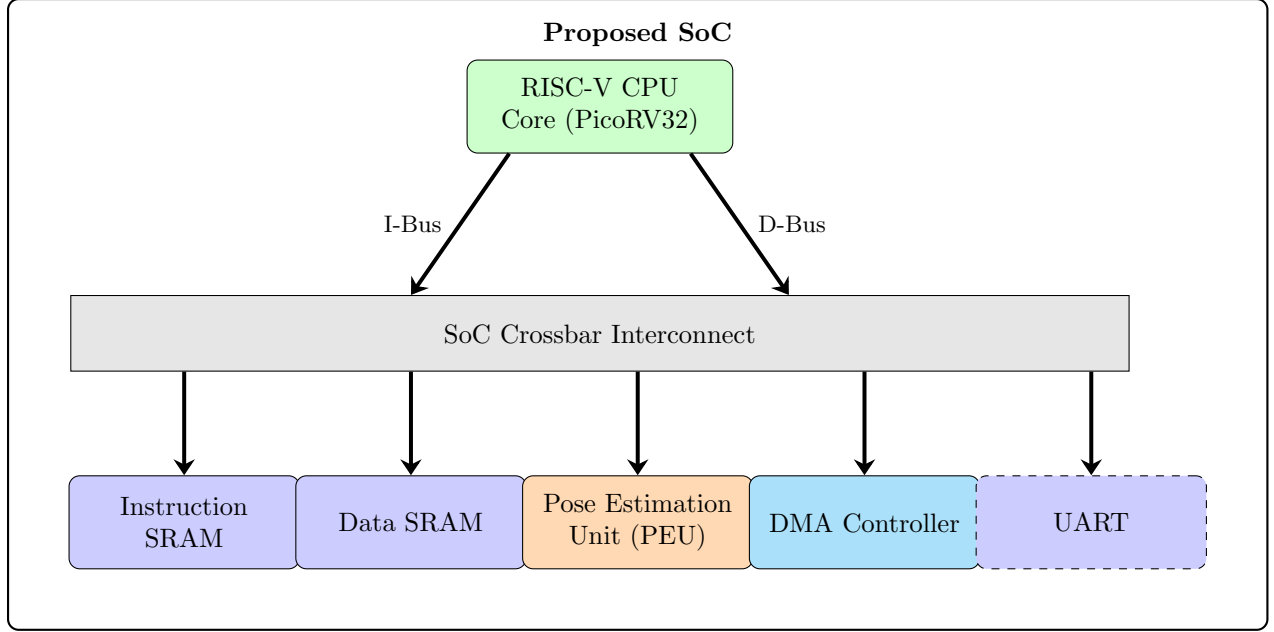 Proposed SoC
RISC-V CPU
Core (PicoRV32)
I-Bus
D-Bus
SoC Crossbar Interconnect
Instruction
SRAM
Data SRAM
Pose Estimation
Unit (PEU)
DMA Controller
UART